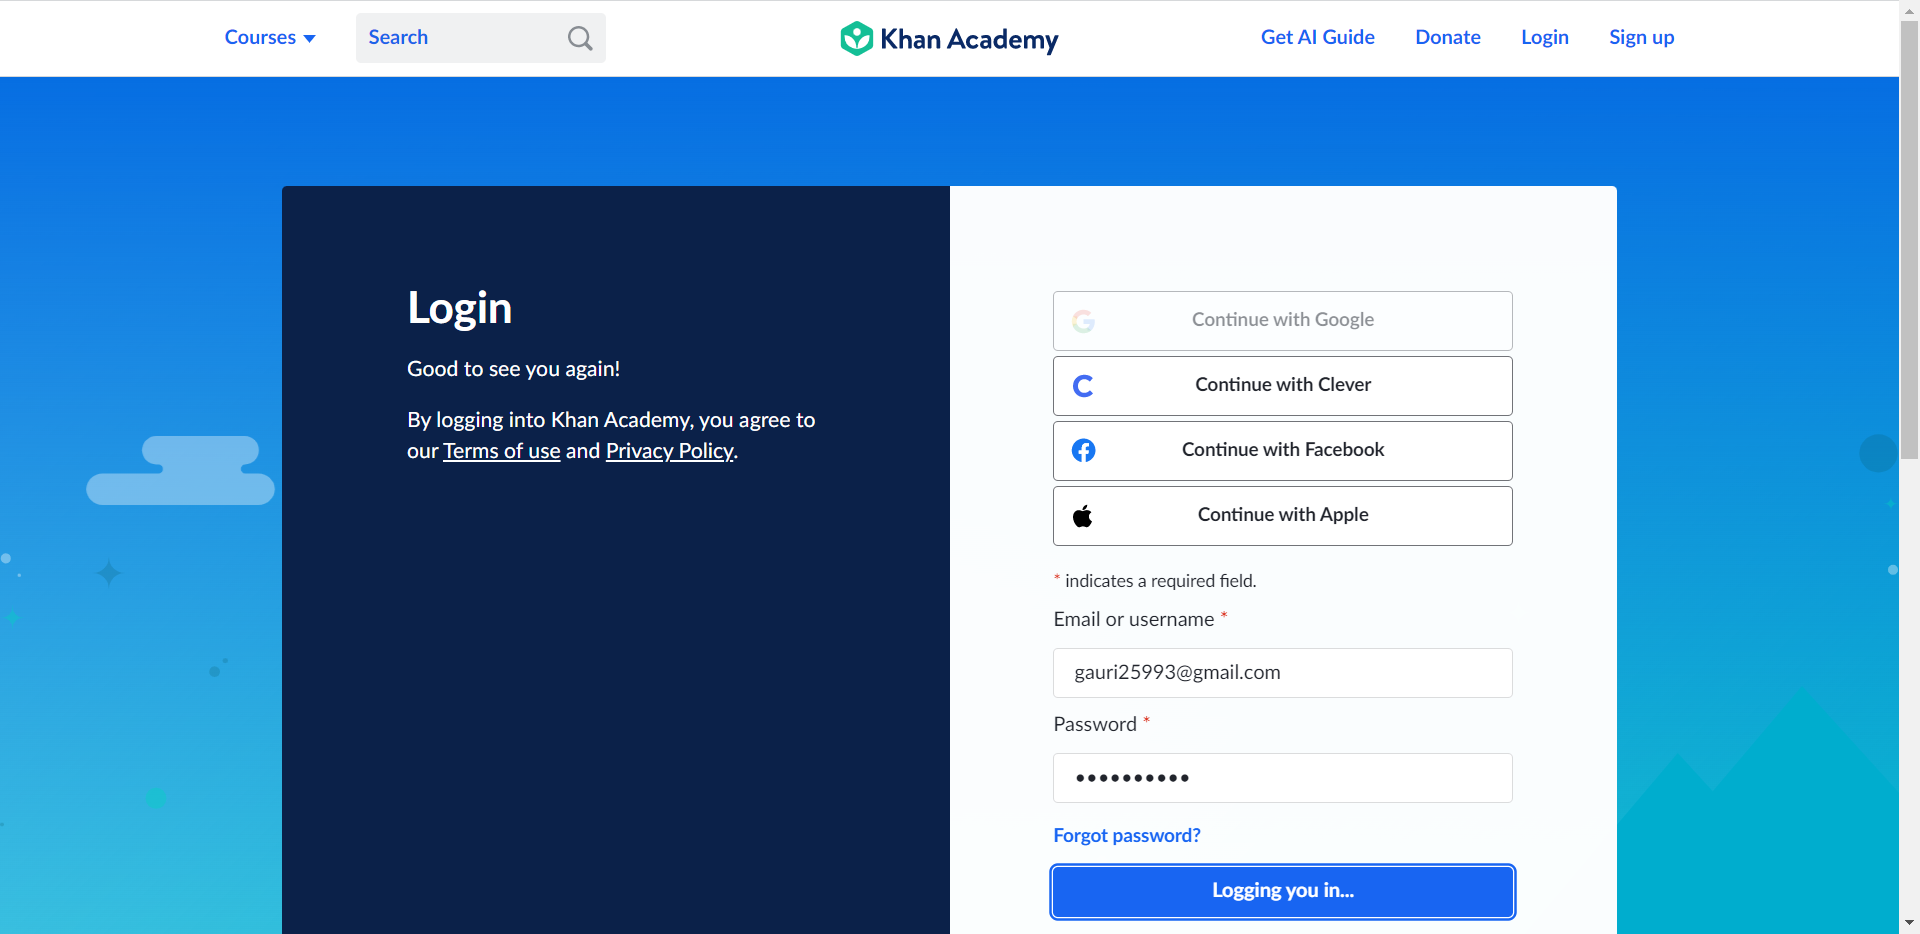 Courses
Search
Khan Academy
Get AI Guide
Donate
Login
Sign up
Login
Good to see you again!
By logging into Khan Academy, you agree to
our Terms of use and Privacy Policy.
Continue with Google
Continue with Clever
Continue with Facebook
Continue with Apple
* indicates a required field.
Email or username *
gauri25993@gmail.com
Password *
••••••••••
Forgot password?
Logging you in...